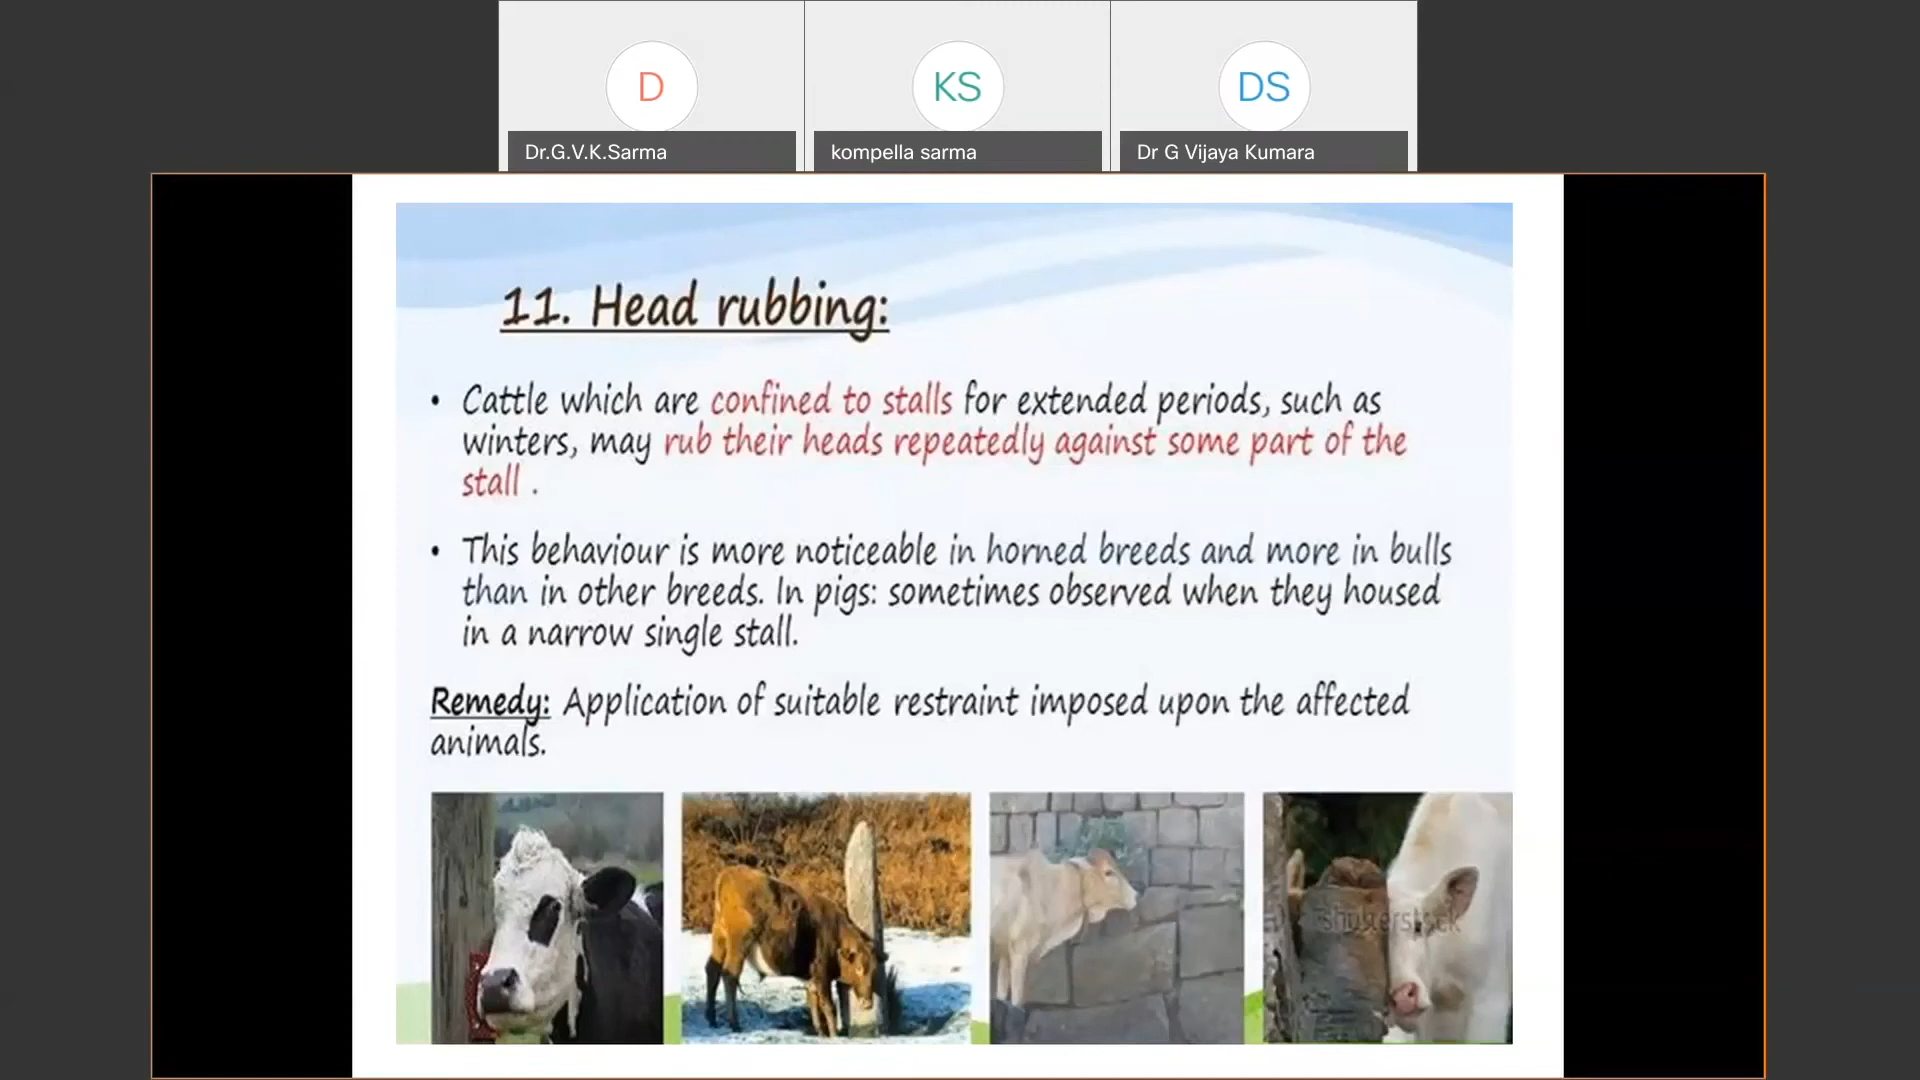 D
KS
DS
Dr.G.V.K.Sarma
kompella sarma
Dr G Vijaya Kumara
11. Head rubbing:
• Cattle which are confined to stalls for extended periods, such as
winters, may rub their heads repeatedly against some part of the
stall .
• This behaviour is more noticeable in horned breeds and more in bulls
than in other breeds. In pigs: sometimes observed when they housed
in a narrow single stall.
Remedy: Application of suitable restraint imposed upon the affected
animals.
shutterstock